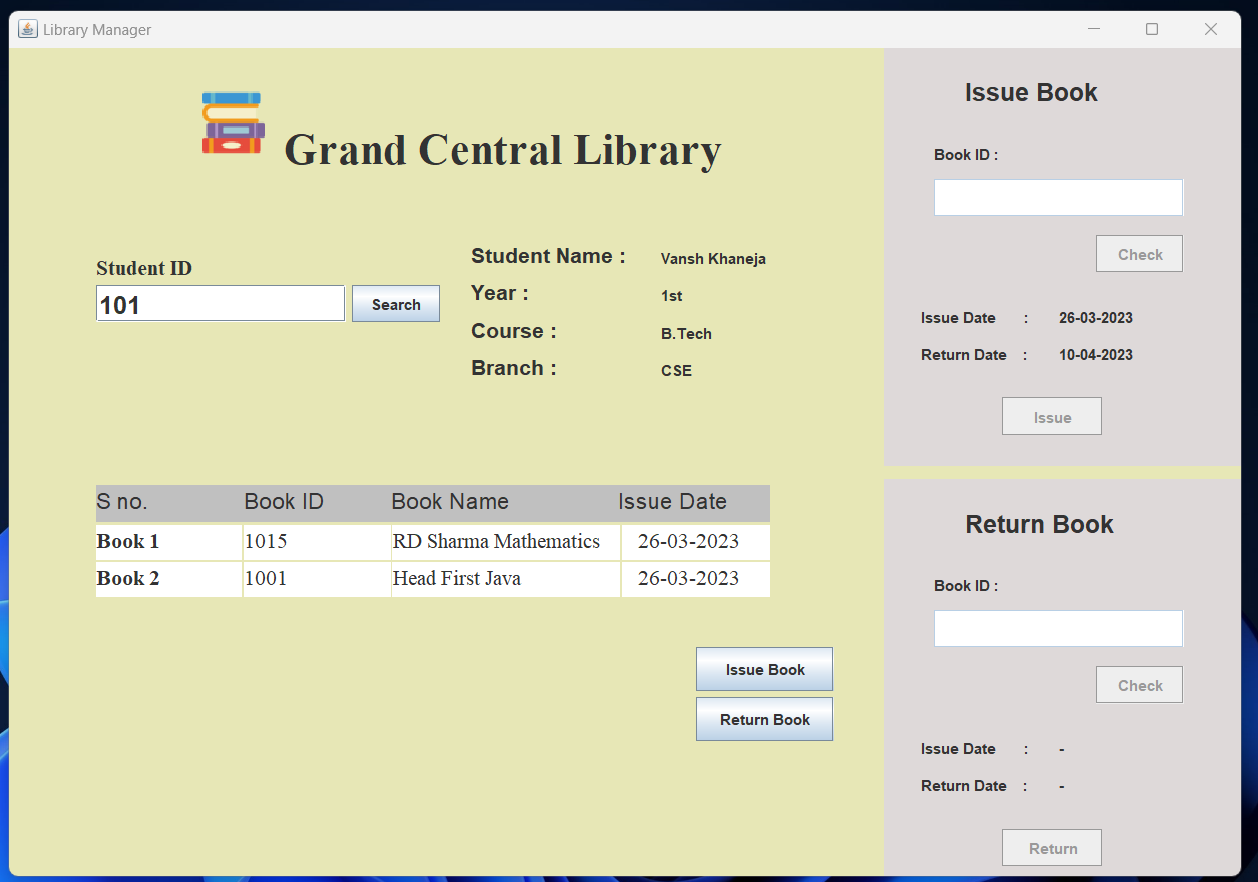 Library Manager
Grand Central Library
Student ID
101
Search
Student Name : Vansh Khaneja
Year : 1st
Course : B.Tech
Branch : CSE
S no. Book ID Book Name Issue Date
Book 1 1015 RD Sharma Mathematics 26-03-2023
Book 2 1001 Head First Java 26-03-2023
Issue Book
Return Book
Issue Book
Book ID :
Check
Issue Date : 26-03-2023
Return Date : 10-04-2023
Issue
Return Book
Book ID :
Check
Issue Date : -
Return Date : -
Return